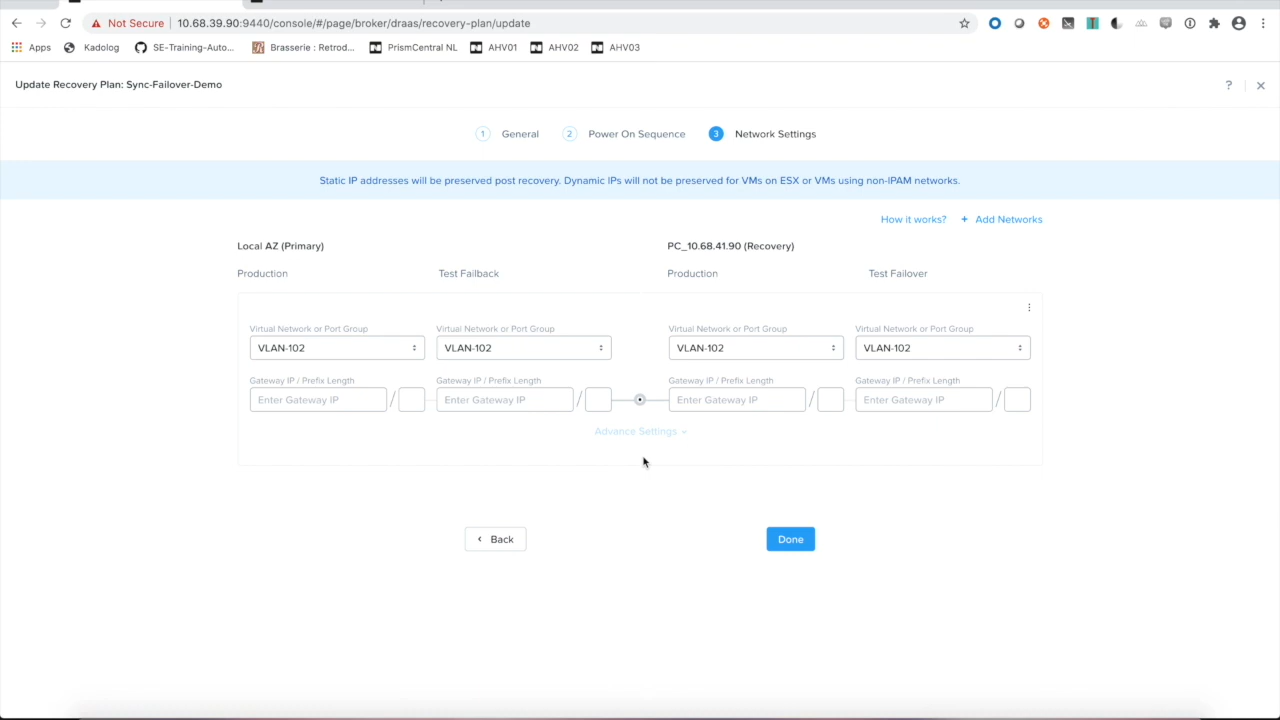 Not Secure 10.68.39.90:9440/console/#/page/broker/draas/recovery-plan/update
Apps Kadolog SE-Training-Auto... Brasserie : Retrod... PrismCentral NL AHV01 AHV02 AHV03
Update Recovery Plan: Sync-Failover-Demo ?
1 General 2 Power On Sequence 3 Network Settings
Static IP addresses will be preserved post recovery. Dynamic IPs will not be preserved for VMs on ESX or VMs using non-IPAM networks.
How it works? + Add Networks
Local AZ (Primary) PC_10.68.41.90 (Recovery)
Production Test Failback Production Test Failover
Virtual Network or Port Group Virtual Network or Port Group Virtual Network or Port Group Virtual Network or Port Group
VLAN-102 VLAN-102 VLAN-102 VLAN-102
Gateway IP / Prefix Length Gateway IP / Prefix Length Gateway IP / Prefix Length Gateway IP / Prefix Length
Enter Gateway IP / Enter Gateway IP / Enter Gateway IP / Enter Gateway IP /
Advance Settings
Back Done